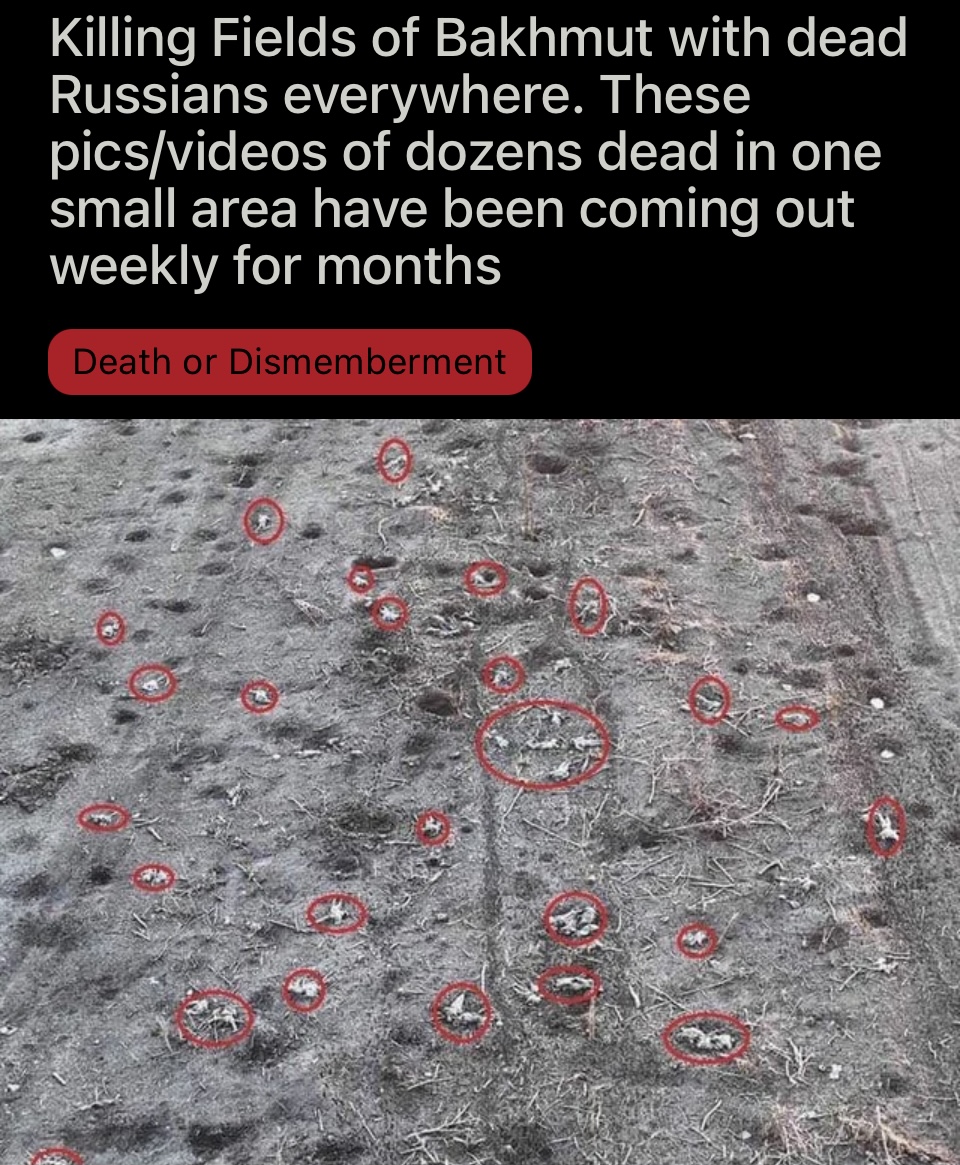 Killing Fields of Bakhmut with dead
Russians everywhere. These
pics/videos of dozens dead in one
small area have been coming out
weekly for months
Death or Dismemberment